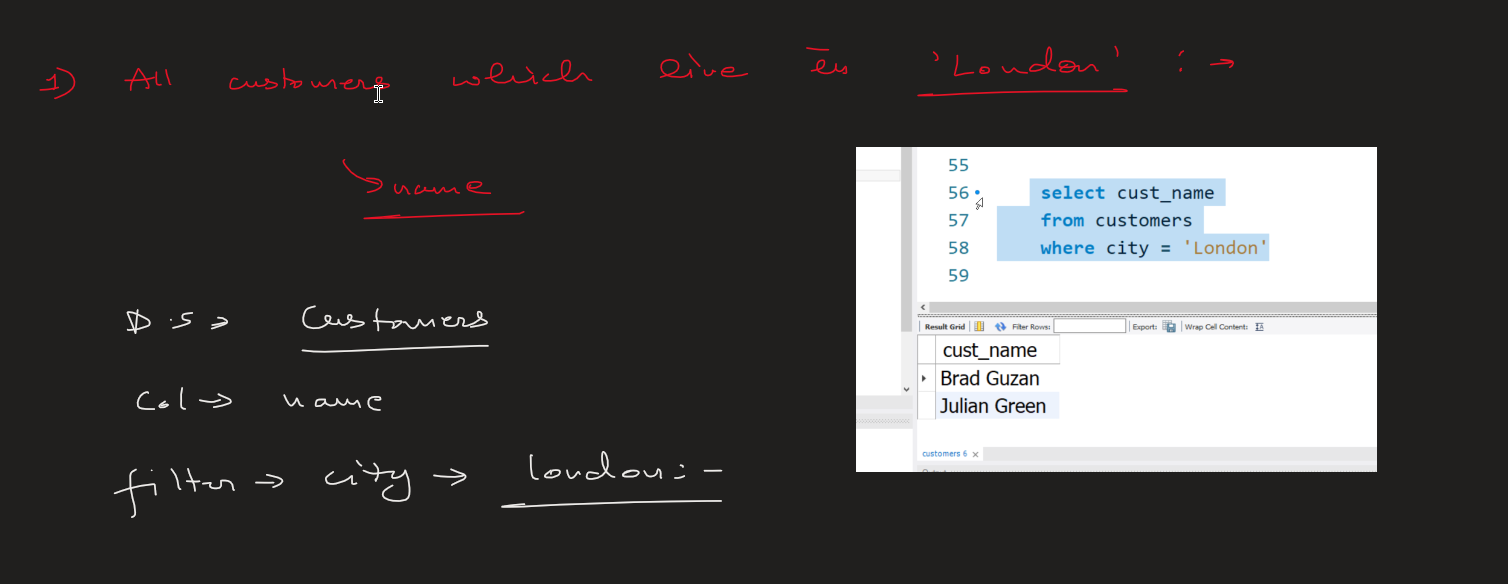 1) All customers which live in 'London' : →
↳ name
D.S → Customers
Col → name
filter → city → london : -
55
56 select cust_name
57 from customers
58 where city = 'London'
59
Result Grid Filter Rows: Export: Wrap Cell Content:
cust_name
Brad Guzan
Julian Green
customers 6